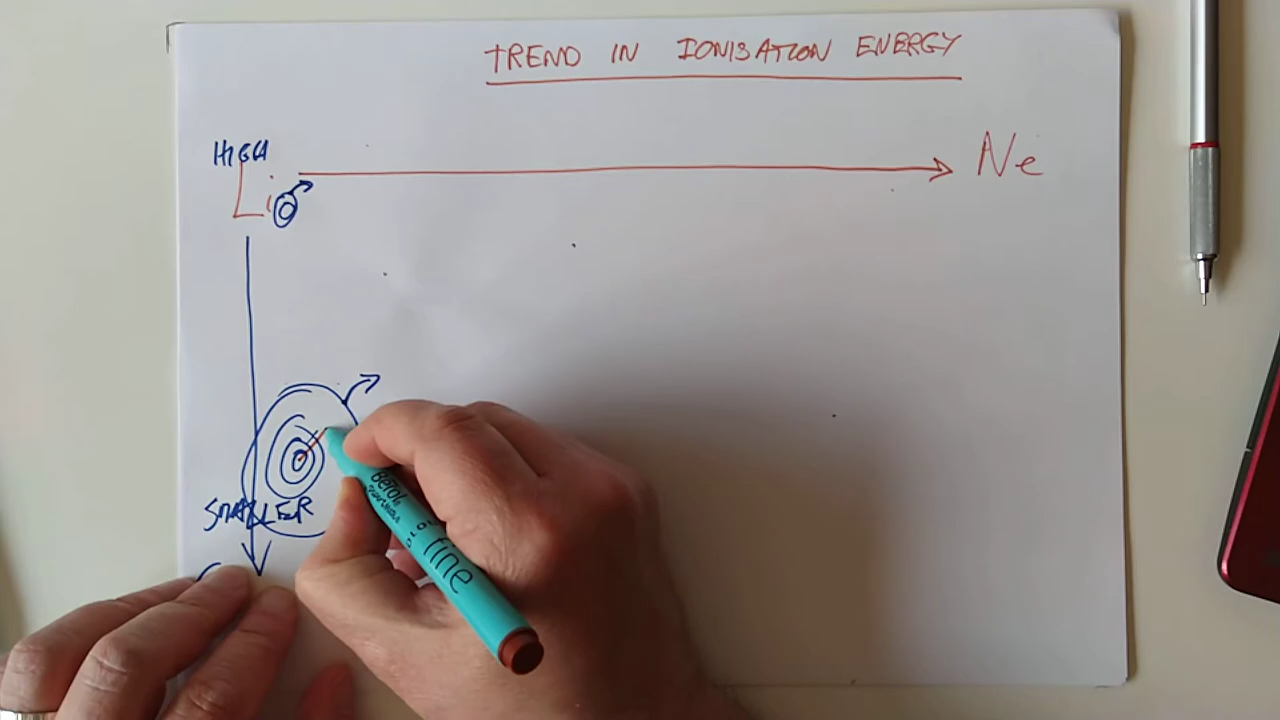 TREND IN IONISATION ENERGY
HIGH
Li
Ne
SMALLER
BEROL
fine